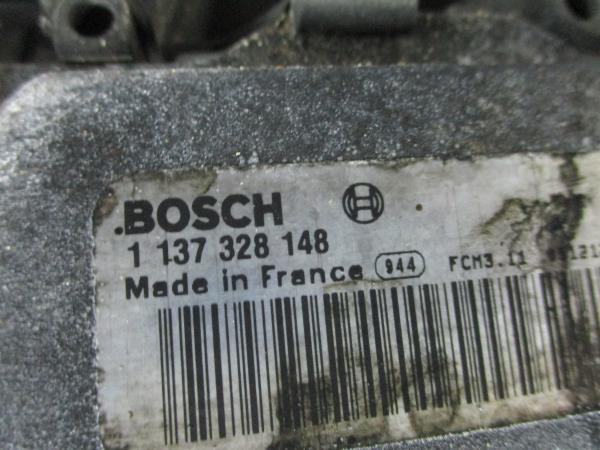 BOSCH
1 137 328 148
Made in France 944 FCM3.11